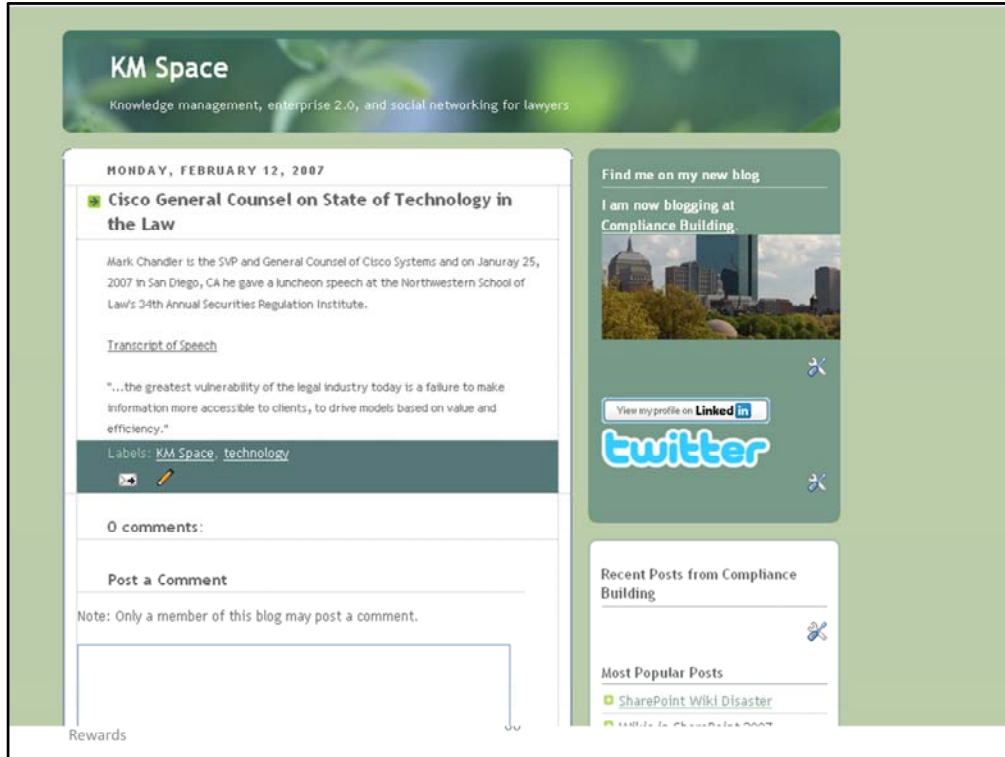 KM Space
Knowledge management, enterprise 2.0, and social networking for lawyers
MONDAY, FEBRUARY 12, 2007
Cisco General Counsel on State of Technology in
the Law
Mark Chandler is the SVP and General Counsel of Cisco Systems and on Januray 25,
2007 in San Diego, CA he gave a luncheon speech at the Northwestern School of
Law's 34th Annual Securities Regulation Institute.
Transcript of Speech
"...the greatest vulnerability of the legal industry today is a failure to make
information more accessible to clients, to drive models based on value and
efficiency."
Labels: KM Space, technology
0 comments:
Post a Comment
Note: Only a member of this blog may post a comment.
Find me on my new blog
I am now blogging at
Compliance Building.
View my profile on Linked in
twitter
Recent Posts from Compliance
Building
Most Popular Posts
SharePoint Wiki Disaster
Wikis in SharePoint 2007
Rewards